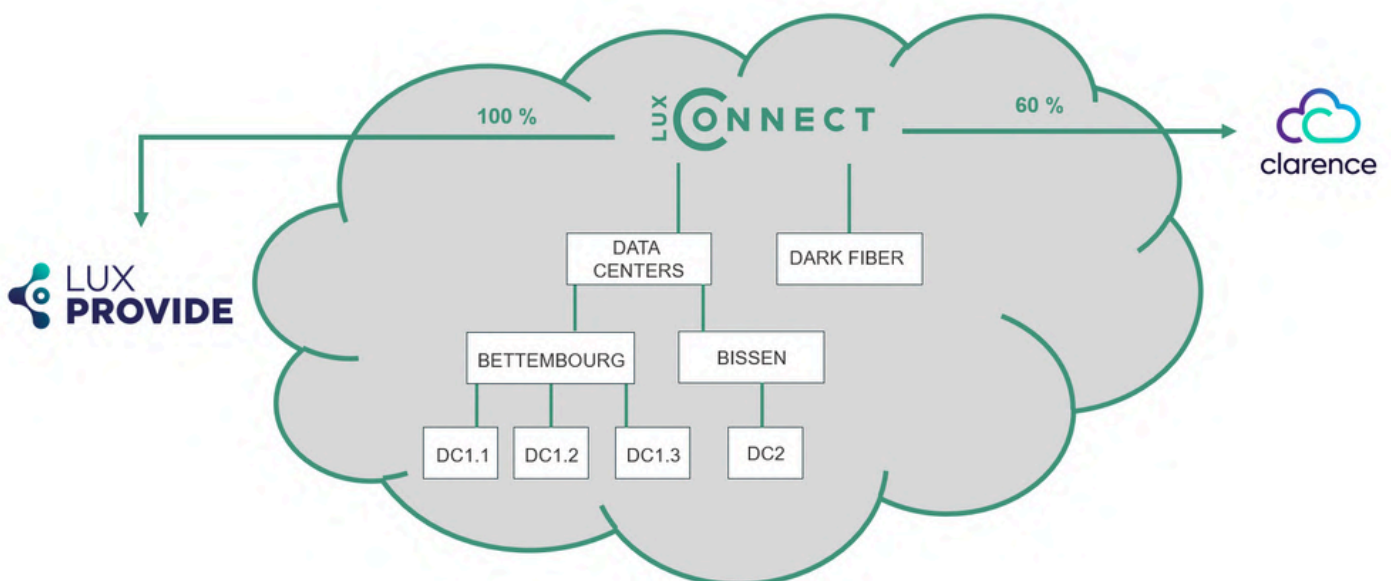 100 %
LUX CONNECT
60 %
clarence
DATA
CENTERS
DARK FIBER
LUX
PROVIDE
BETTEMBOURG
BISSEN
DC1.1
DC1.2
DC1.3
DC2